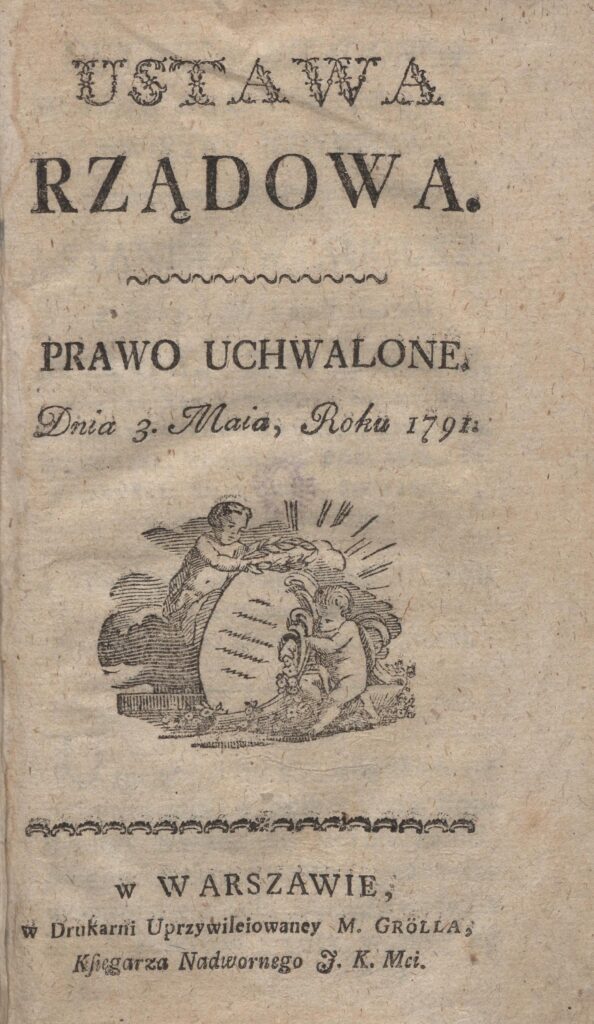 USTAWA
RZĄDOWA.
PRAWO UCHWALONE.
Dnia 3. Maia, Roku 1791.
w WARSZAWIE,
w Drukarni Uprzywileiowaney M. GRÖLLA,
Kſięgarza Nadwornego J. K. Mci.